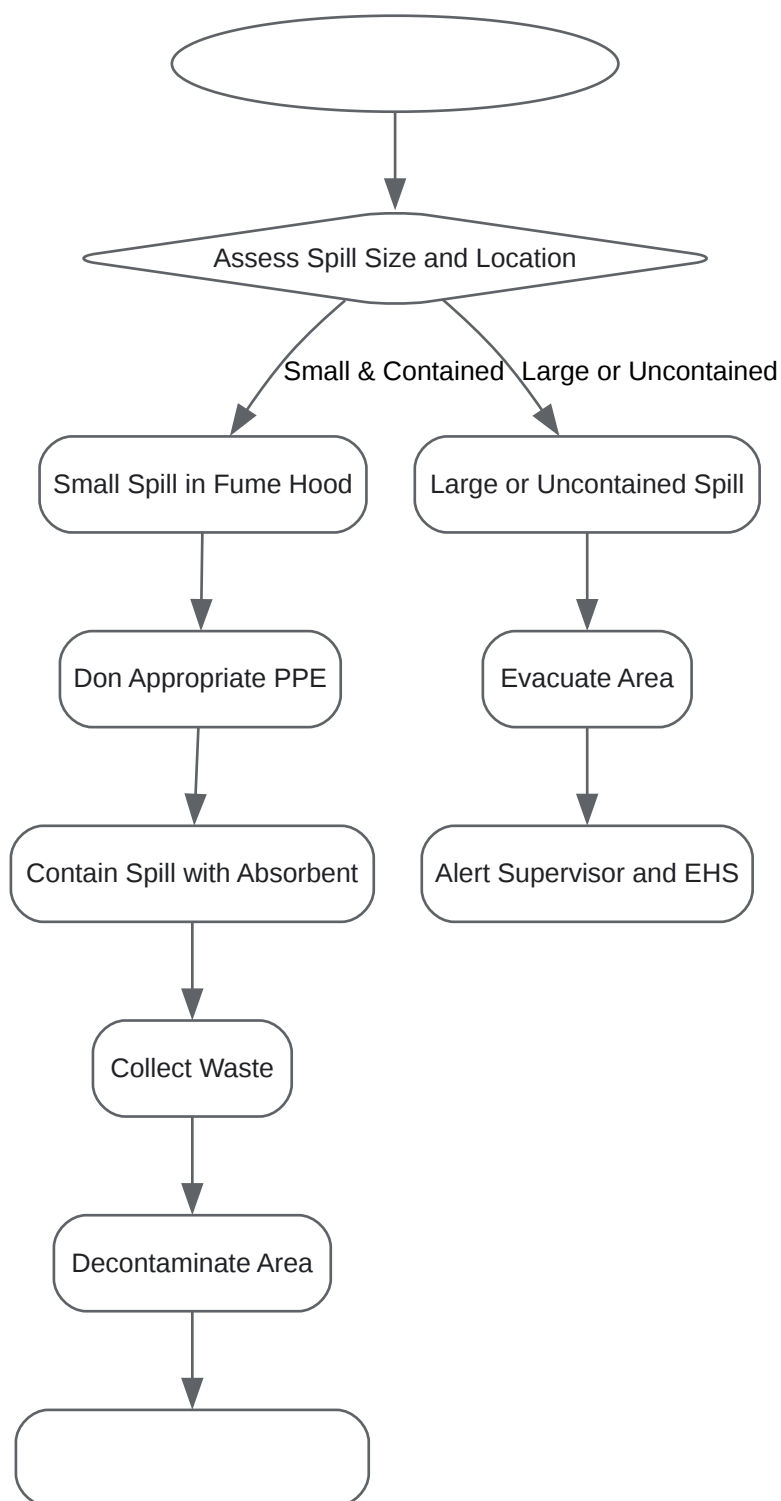 Assess Spill Size and Location
Small & Contained
Large or Uncontained
Small Spill in Fume Hood
Large or Uncontained Spill
Don Appropriate PPE
Evacuate Area
Contain Spill with Absorbent
Alert Supervisor and EHS
Collect Waste
Decontaminate Area